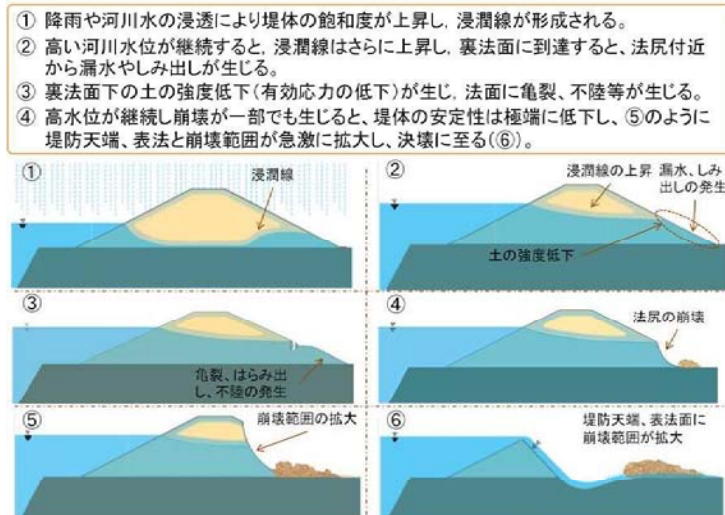 ① 降雨や河川水の浸透により堤体の飽和度が上昇し, 浸潤線が形成される。
② 高い河川水位が継続すると, 浸潤線はさらに上昇し, 裏法面に到達すると、法尻付近
から漏水やしみ出しが生じる。
③ 裏法面下の土の強度低下(有効応力の低下)が生じ, 法面に亀裂、不陸等が生じる。
④ 高水位が継続し崩壊が一部でも生じると、堤体の安定性は極端に低下し、⑤のように
堤防天端、表法と崩壊範囲が急激に拡大し、決壊に至る(⑥)。
①
浸潤線
②
浸潤線の上昇
漏水、しみ
出しの発生
土の強度低下
③
亀裂、はらみ出
し、不陸の発生
④
法尻の崩壊
⑤
崩壊範囲の拡大
⑥
堤防天端、表法面に
崩壊範囲が拡大